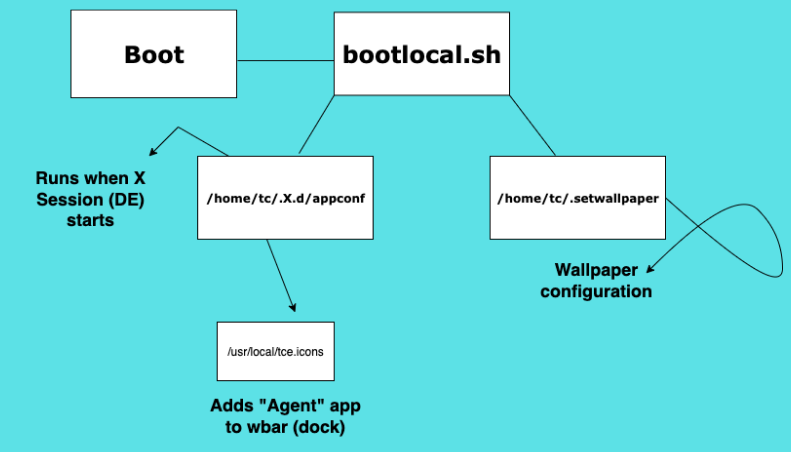 Boot
bootlocal.sh
Runs when X
Session (DE)
starts
/home/tc/.X.d/appconf
/home/tc/.setwallpaper
Wallpaper
configuration
/usr/local/tce.icons
Adds "Agent" app
to wbar (dock)